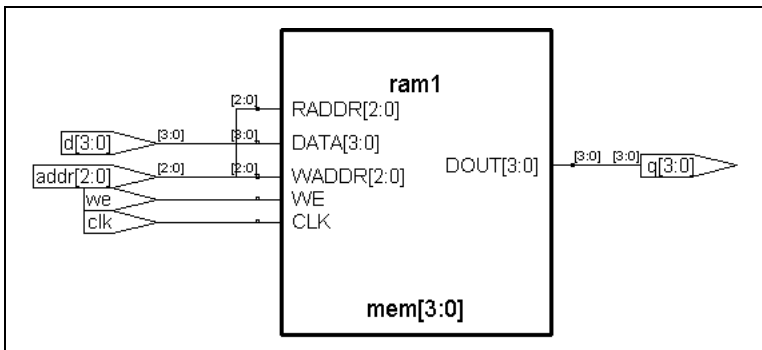 ram1
[2:0]
RADDR[2:0]
d[3:0] [3:0] [3:0] DATA[3:0]
DOUT[3:0] [3:0] [3:0] q[3:0]
addr[2:0] [2:0] [2:0] WADDR[2:0]
we WE
clk CLK
mem[3:0]